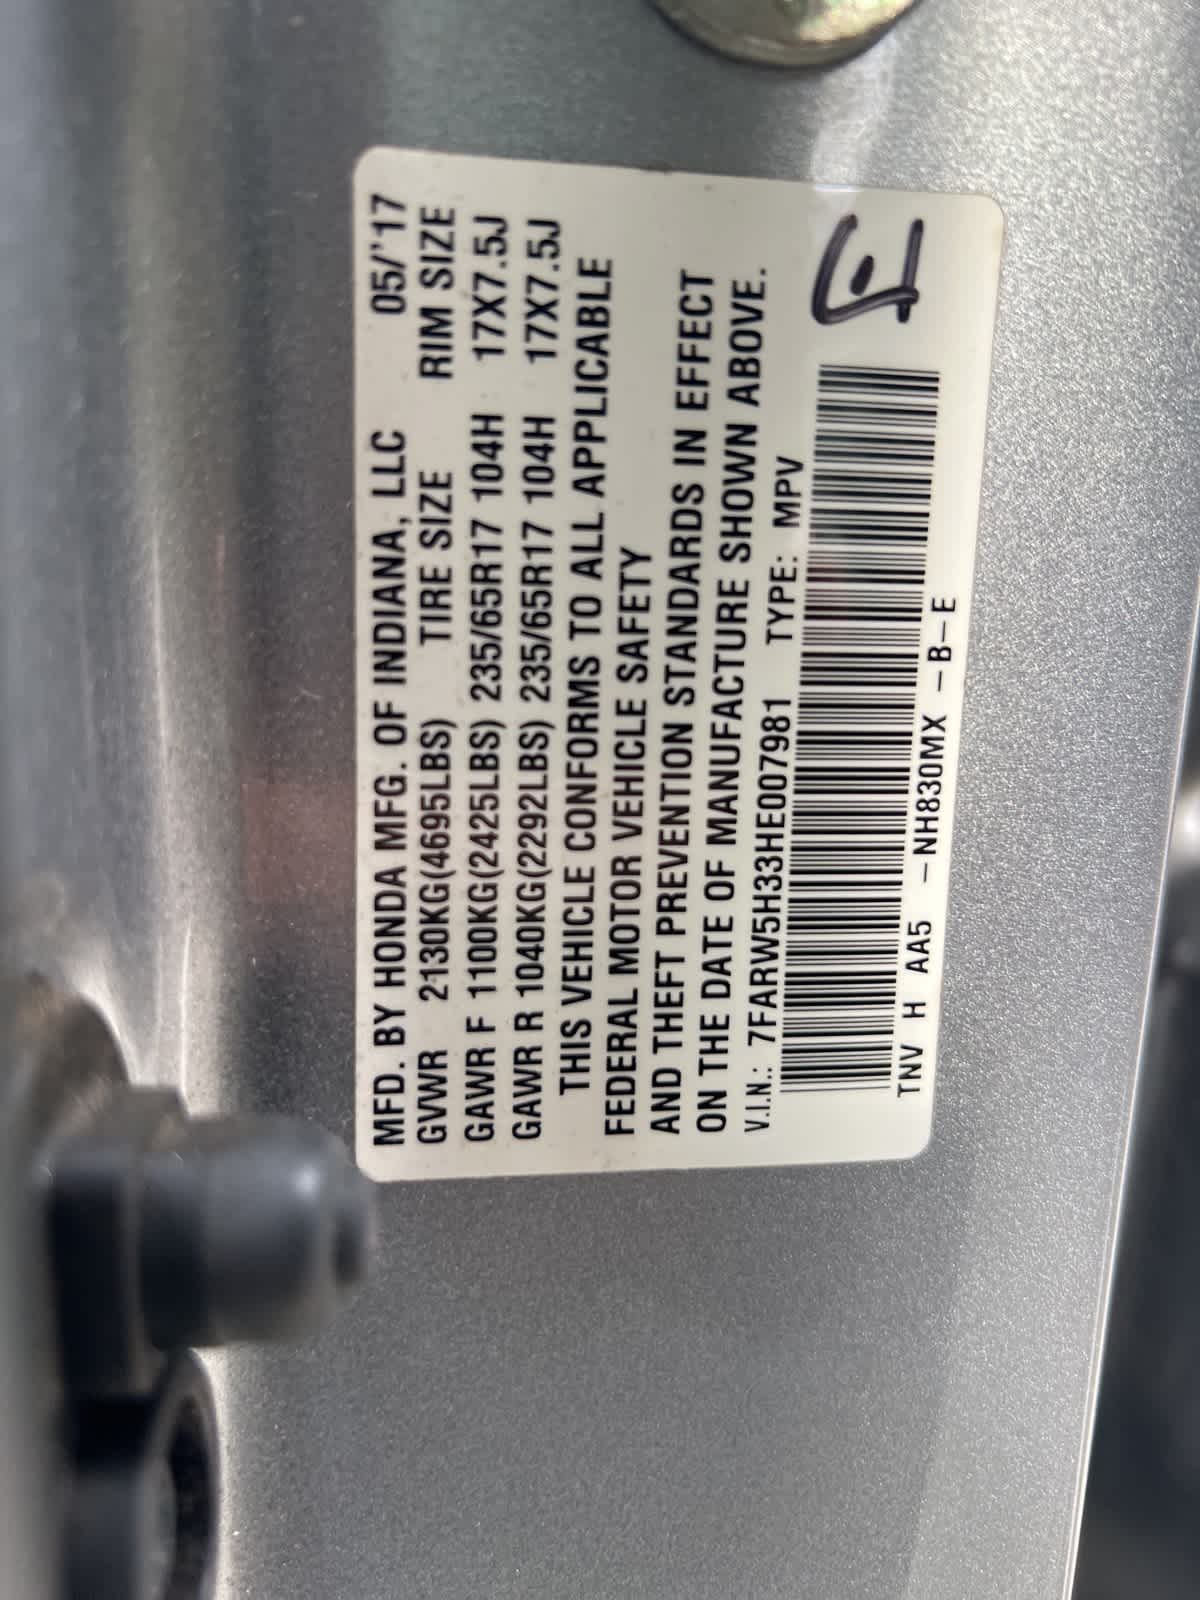 MFD. BY HONDA MFG. OF INDIANA, LLC 05/'17
GVWR 2130KG(4695LBS) TIRE SIZE RIM SIZE
GAWR F 1100KG(2425LBS) 235/65R17 104H 17X7.5J
GAWR R 1040KG(2292LBS) 235/65R17 104H 17X7.5J
THIS VEHICLE CONFORMS TO ALL APPLICABLE
FEDERAL MOTOR VEHICLE SAFETY
AND THEFT PREVENTION STANDARDS IN EFFECT
ON THE DATE OF MANUFACTURE SHOWN ABOVE.
V.I.N.: 7FARW5H33HE007981 TYPE: MPV
TNV H AA5 -NH830MX -B-E